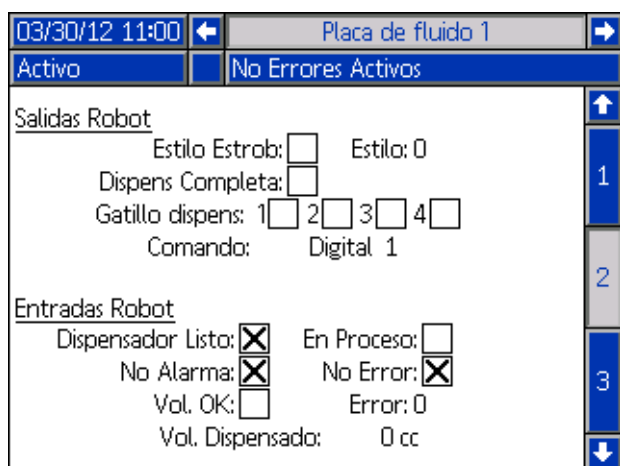 03/30/12 11:00 Placa de fluido 1
Activo No Errores Activos
Salidas Robot
Estilo Estrob: Estilo: 0
Dispens Completa:
Gatillo dispens: 1 2 3 4
Comando: Digital 1
Entradas Robot
Dispensador Listo: En Proceso:
No Alarma: No Error:
Vol. OK: Error: 0
Vol. Dispensado: 0 cc
1
2
3